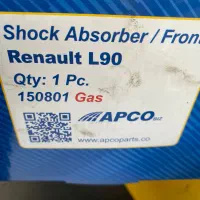 Shock Absorber / Fron
Renault L90
Qty: 1 Pc.
150801 Gas
APCO
www.apcoparts.co